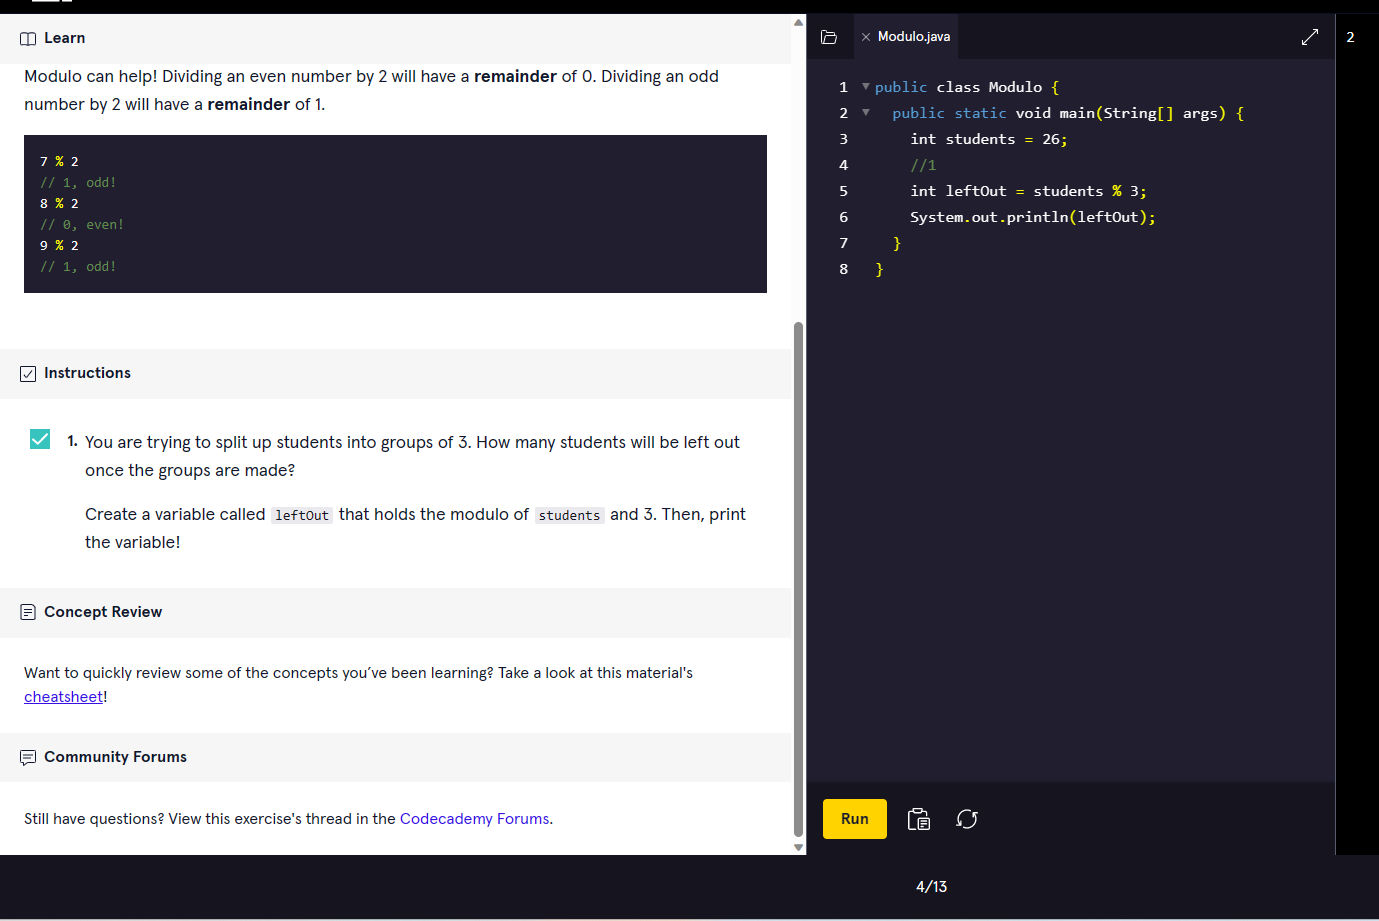 Learn
Modulo can help! Dividing an even number by 2 will have a remainder of 0. Dividing an odd
number by 2 will have a remainder of 1.
7 % 2
// 1, odd!
8 % 2
// 0, even!
9 % 2
// 1, odd!
Instructions
1. You are trying to split up students into groups of 3. How many students will be left out
once the groups are made?
Create a variable called leftOut that holds the modulo of students and 3. Then, print
the variable!
Concept Review
Want to quickly review some of the concepts you’ve been learning? Take a look at this material's
cheatsheet!
Community Forums
Still have questions? View this exercise's thread in the Codecademy Forums.
Modulo.java
1 public class Modulo {
2 public static void main(String[] args) {
3 int students = 26;
4 //1
5 int leftOut = students % 3;
6 System.out.println(leftOut);
7 }
8 }
Run
2
4/13